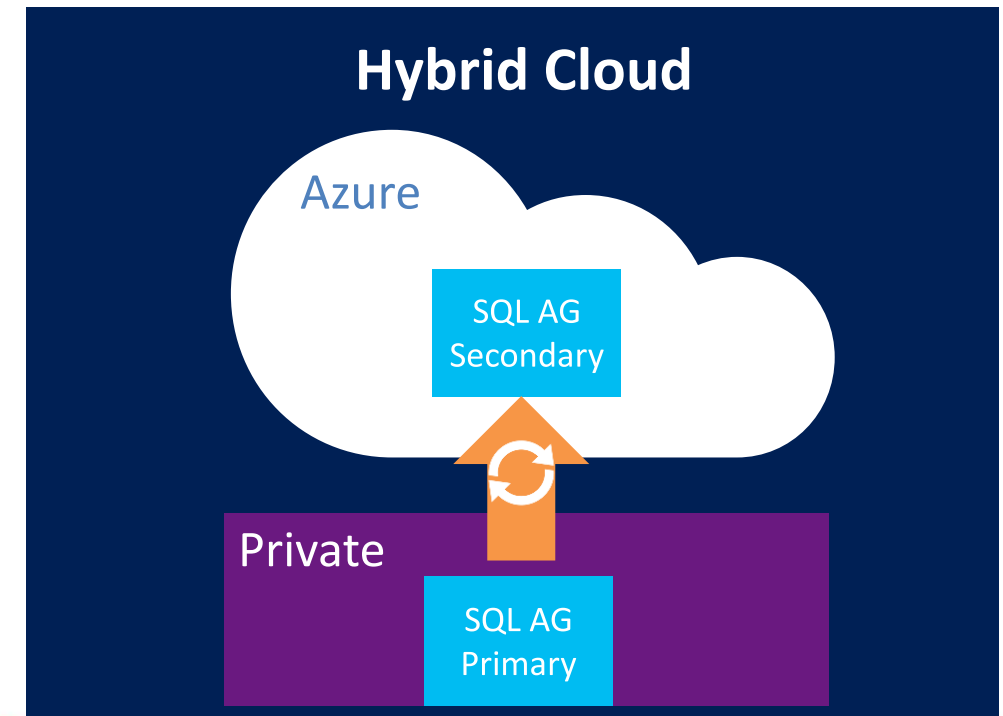 Hybrid Cloud
Azure
SQL AG
Secondary
Private
SQL AG
Primary